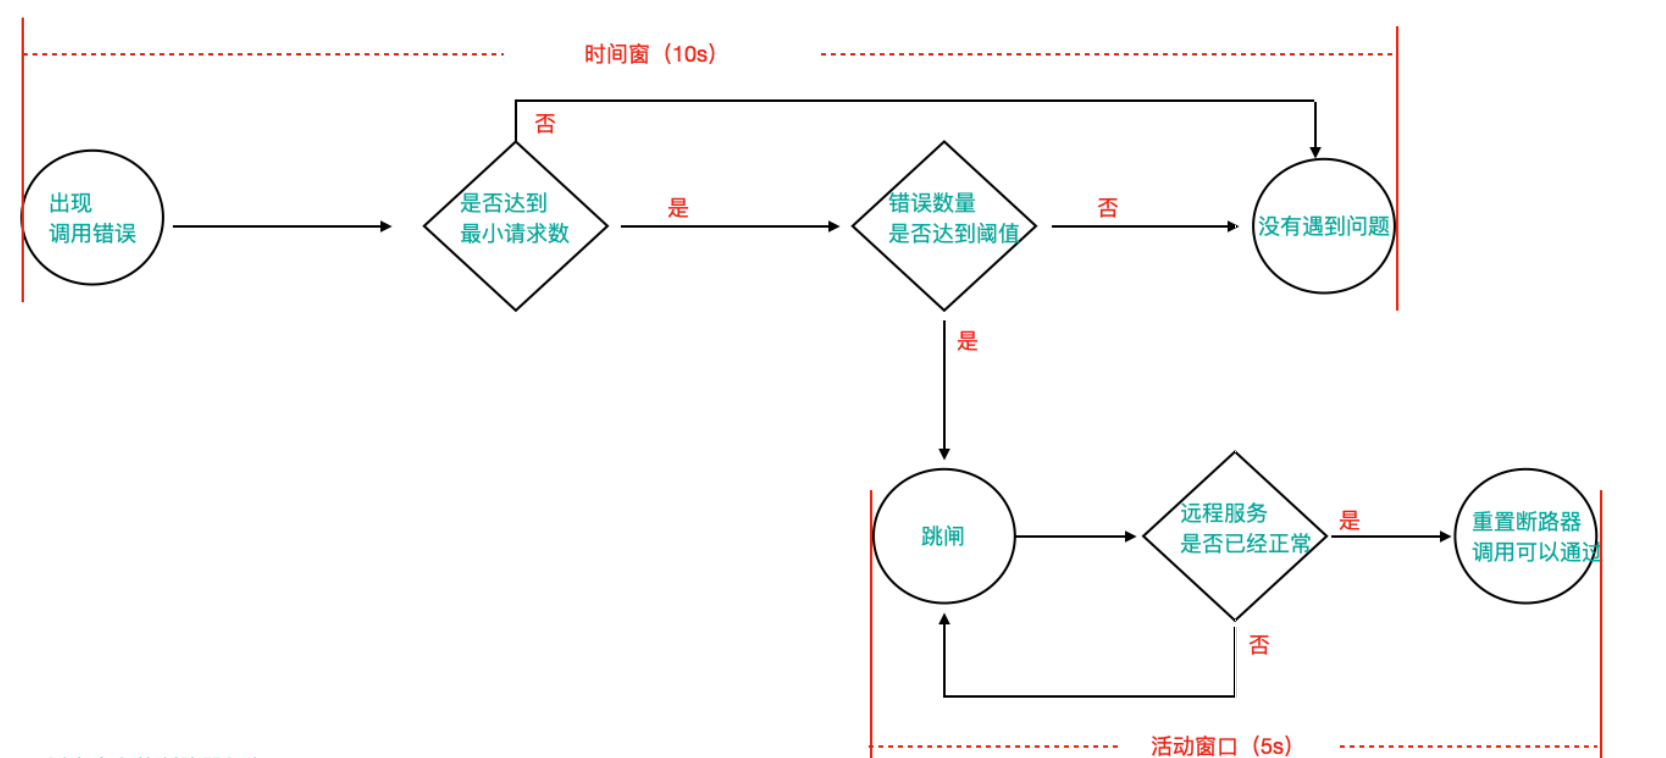 时间窗（10s）
否
出现
调用错误
是否达到
最小请求数
是
错误数量
是否达到阈值
否
没有遇到问题
是
跳闸
远程服务
是否已经正常
是
重置断路器
调用可以通过
否
活动窗口（5s）